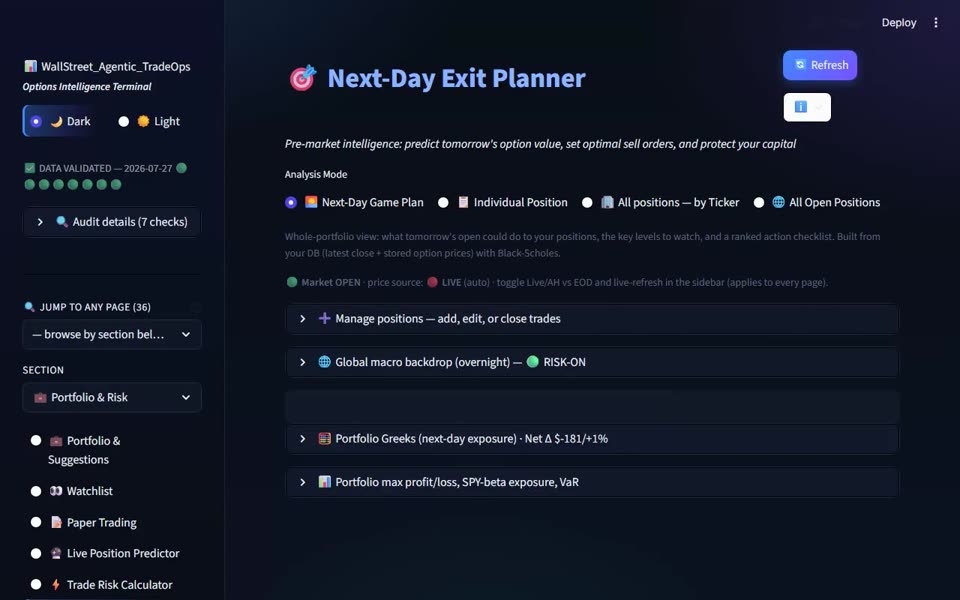 Deploy
📊 WallStreet_Agentic_TradeOps
Options Intelligence Terminal
🌙 Dark
☀️ Light
✅ DATA VALIDATED — 2026-07-27 🟢
🟢🟢🟢🟢🟢🟢🟢
🔍 Audit details (7 checks)
🔍 JUMP TO ANY PAGE (36)
— browse by section bel…
SECTION
💼 Portfolio & Risk
💼 Portfolio &
Suggestions
👀 Watchlist
📝 Paper Trading
🔮 Live Position Predictor
⚡ Trade Risk Calculator
🎯 Next-Day Exit Planner
🔄 Refresh
ℹ️
Pre-market intelligence: predict tomorrow's option value, set optimal sell orders, and protect your capital
Analysis Mode
🌅 Next-Day Game Plan
📋 Individual Position
🏢 All positions — by Ticker
🌐 All Open Positions
Whole-portfolio view: what tomorrow's open could do to your positions, the key levels to watch, and a ranked action checklist. Built from
your DB (latest close + stored option prices) with Black-Scholes.
🟢 Market OPEN · price source: 🔴 LIVE (auto) · toggle Live/AH vs EOD and live-refresh in the sidebar (applies to every page).
➕ Manage positions — add, edit, or close trades
🌐 Global macro backdrop (overnight) — 🟢 RISK-ON
🧮 Portfolio Greeks (next-day exposure) · Net Δ $-181/+1%
📊 Portfolio max profit/loss, SPY-beta exposure, VaR